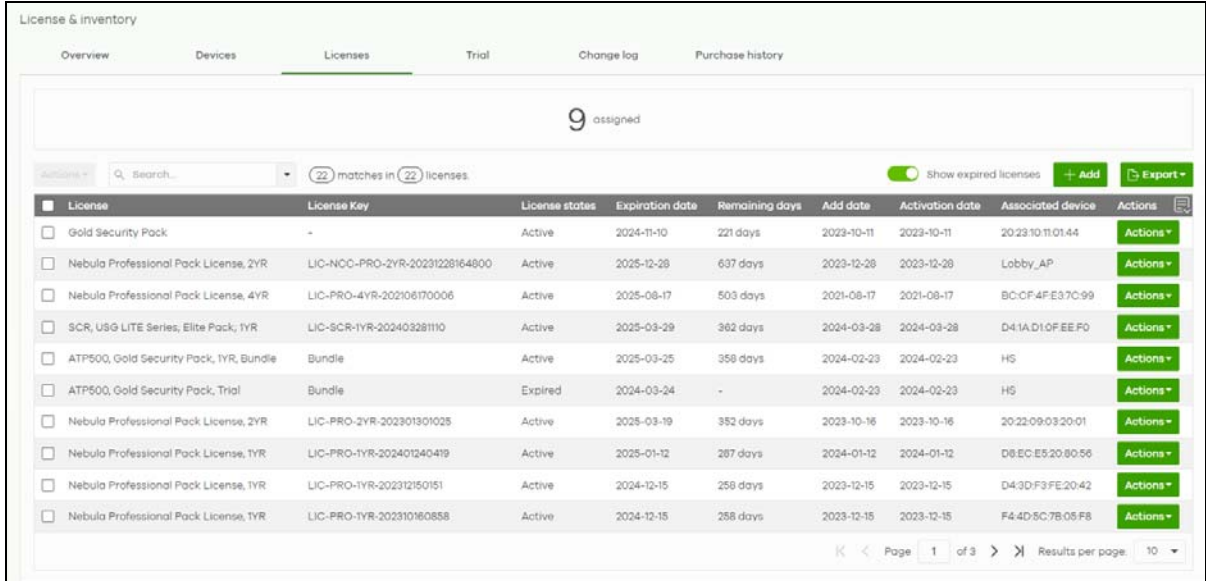 License & inventory
Overview Devices Licenses Trial Change log Purchase history
9 assigned
Actions Search... 22 matches in 22 licenses. Show expired licenses + Add Export
License License Key License states Expiration date Remaining days Add date Activation date Associated device Actions
Gold Security Pack - Active 2024-11-10 221 days 2023-10-11 2023-10-11 20:23:10:11:01:44 Actions
Nebula Professional Pack License, 2YR LIC-NCC-PRO-2YR-20231228164800 Active 2025-12-28 637 days 2023-12-28 2023-12-28 Lobby_AP Actions
Nebula Professional Pack License, 4YR LIC-PRO-4YR-202106170006 Active 2025-08-17 503 days 2021-08-17 2021-08-17 BC:CF:4F:E3:7C:99 Actions
SCR, USG LITE Series, Elite Pack; 1YR LIC-SCR-1YR-202403281110 Active 2025-03-29 362 days 2024-03-28 2024-03-28 D4:1A:D1:0F:EE:F0 Actions
ATP500, Gold Security Pack, 1YR, Bundle Bundle Active 2025-03-25 358 days 2024-02-23 2024-02-23 HS Actions
ATP500, Gold Security Pack, Trial Bundle Expired 2024-03-24 - 2024-02-23 2024-02-23 HS Actions
Nebula Professional Pack License, 2YR LIC-PRO-2YR-202301301025 Active 2025-03-19 352 days 2023-10-16 2023-10-16 20:22:09:03:20:01 Actions
Nebula Professional Pack License, 1YR LIC-PRO-1YR-202401240419 Active 2025-01-12 287 days 2024-01-12 2024-01-12 D8:EC:E5:20:80:56 Actions
Nebula Professional Pack License, 1YR LIC-PRO-1YR-202312150151 Active 2024-12-15 258 days 2023-12-15 2023-12-15 D4:3D:F3:FE:20:42 Actions
Nebula Professional Pack License, 1YR LIC-PRO-1YR-202310160858 Active 2024-12-15 258 days 2023-12-15 2023-12-15 F4:4D:5C:7B:05:F8 Actions
Page 1 of 3 Results per page: 10